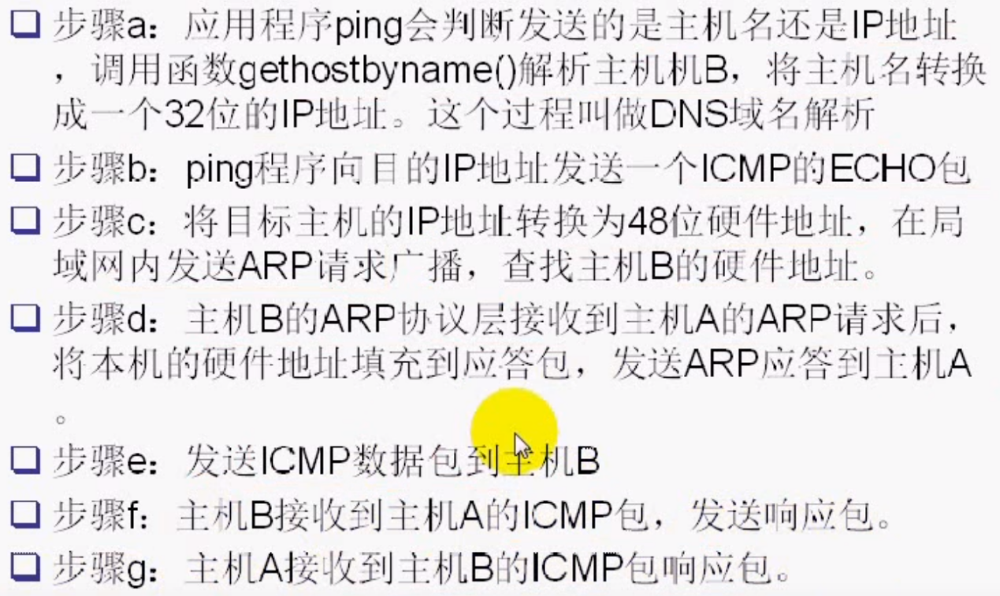 步骤a：应用程序ping会判断发送的是主机名还是IP地址
，调用函数gethostbyname()解析主机机B，将主机名转换
成一个32位的IP地址。这个过程叫做DNS域名解析
步骤b：ping程序向目的IP地址发送一个ICMP的ECHO包
步骤c：将目标主机的IP地址转换为48位硬件地址，在局
域网内发送ARP请求广播，查找主机B的硬件地址。
步骤d：主机B的ARP协议层接收到主机A的ARP请求后，
将本机的硬件地址填充到应答包，发送ARP应答到主机A
。
步骤e：发送ICMP数据包到主机B
步骤f：主机B接收到主机A的ICMP包，发送响应包。
步骤g：主机A接收到主机B的ICMP包响应包。